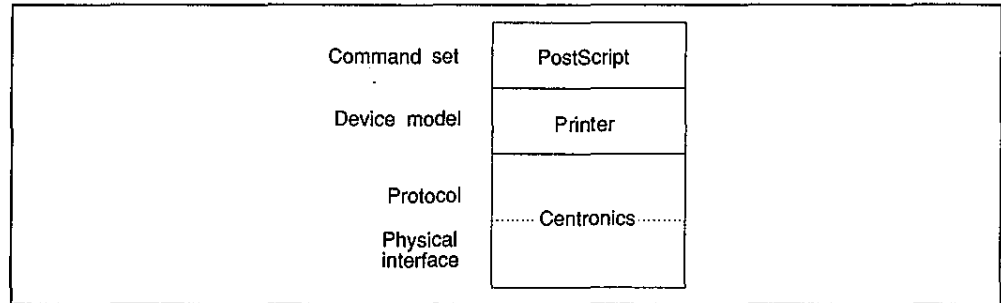 Command set PostScript
Device model Printer
Protocol
Centronics
Physical
interface